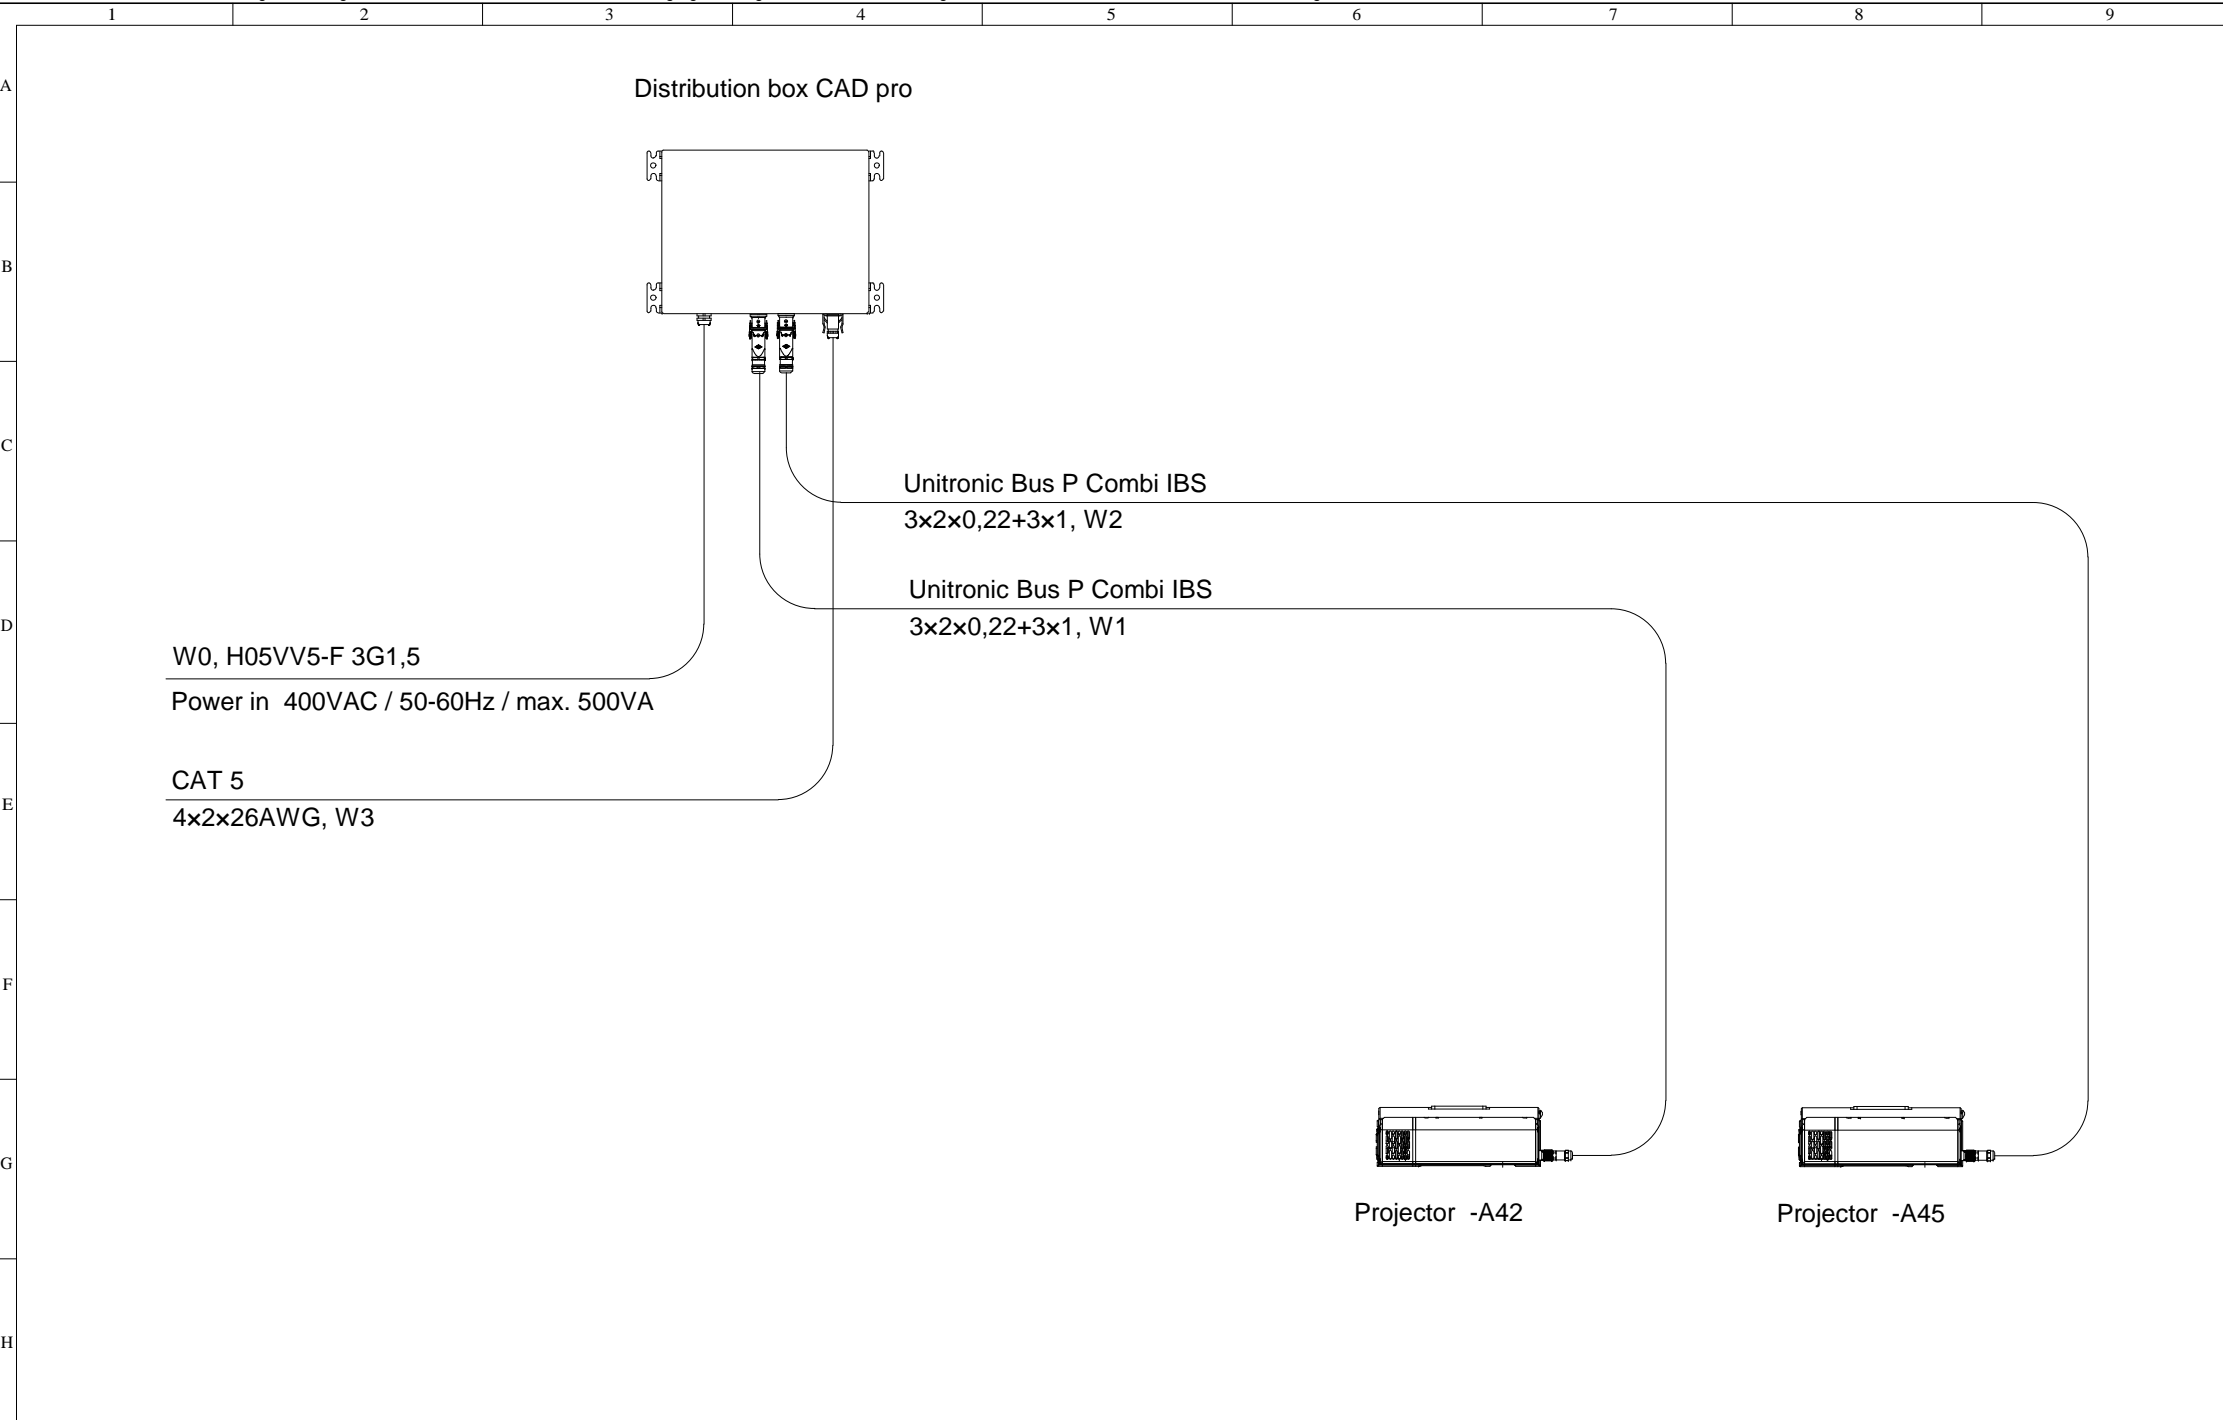 1 2 3 4 5 6 7 8 9
A
Distribution box CAD pro
B
C
Unitronic Bus P Combi IBS
3×2×0,22+3×1, W2
Unitronic Bus P Combi IBS
D
3×2×0,22+3×1, W1
W0, H05VV5-F 3G1,5
Power in 400VAC / 50-60Hz / max. 500VA
CAT 5
E
4×2×26AWG, W3
F
G
Projector -A42
Projector -A45
H